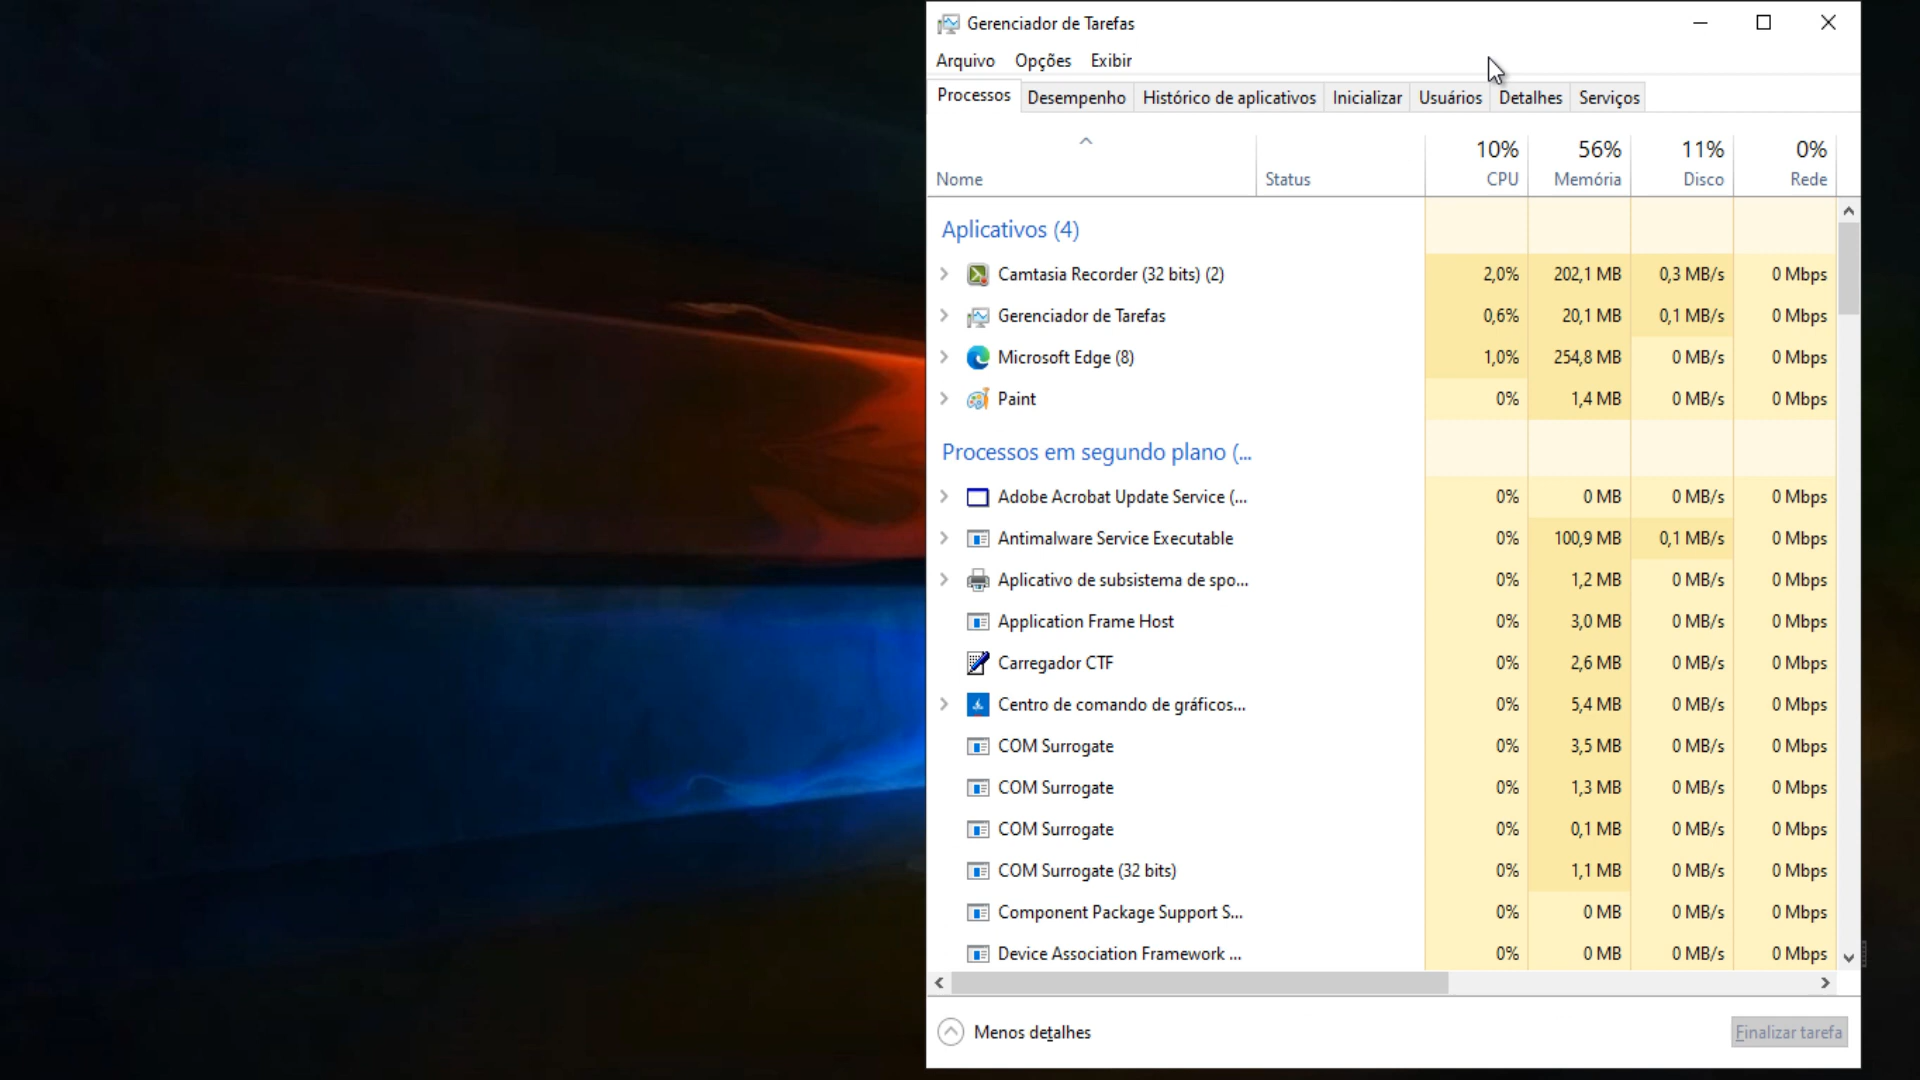 Gerenciador de Tarefas
Arquivo Opções Exibir
Processos Desempenho Histórico de aplicativos Inicializar Usuários Detalhes Serviços
10% 56% 11% 0%
Nome Status CPU Memória Disco Rede
Aplicativos (4)
Camtasia Recorder (32 bits) (2) 2,0% 202,1 MB 0,3 MB/s 0 Mbps
Gerenciador de Tarefas 0,6% 20,1 MB 0,1 MB/s 0 Mbps
Microsoft Edge (8) 1,0% 254,8 MB 0 MB/s 0 Mbps
Paint 0% 1,4 MB 0 MB/s 0 Mbps
Processos em segundo plano (...
Adobe Acrobat Update Service (... 0% 0 MB 0 MB/s 0 Mbps
Antimalware Service Executable 0% 100,9 MB 0,1 MB/s 0 Mbps
Aplicativo de subsistema de spo... 0% 1,2 MB 0 MB/s 0 Mbps
Application Frame Host 0% 3,0 MB 0 MB/s 0 Mbps
Carregador CTF 0% 2,6 MB 0 MB/s 0 Mbps
Centro de comando de gráficos... 0% 5,4 MB 0 MB/s 0 Mbps
COM Surrogate 0% 3,5 MB 0 MB/s 0 Mbps
COM Surrogate 0% 1,3 MB 0 MB/s 0 Mbps
COM Surrogate 0% 0,1 MB 0 MB/s 0 Mbps
COM Surrogate (32 bits) 0% 1,1 MB 0 MB/s 0 Mbps
Component Package Support S... 0% 0 MB 0 MB/s 0 Mbps
Device Association Framework ... 0% 0 MB 0 MB/s 0 Mbps
Menos detalhes Finalizar tarefa